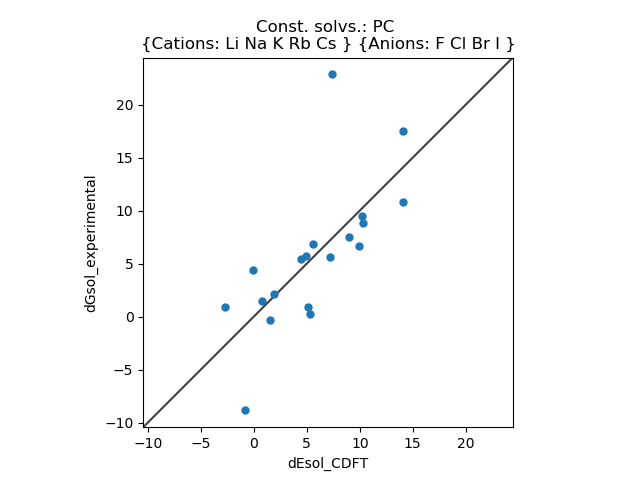 Const. solvs.: PC
{Cations: Li Na K Rb Cs } {Anions: F Cl Br I }
20
15
10
5
0
−5
−10
dGsol_experimental
−10 −5 0 5 10 15 20
dEsol_CDFT